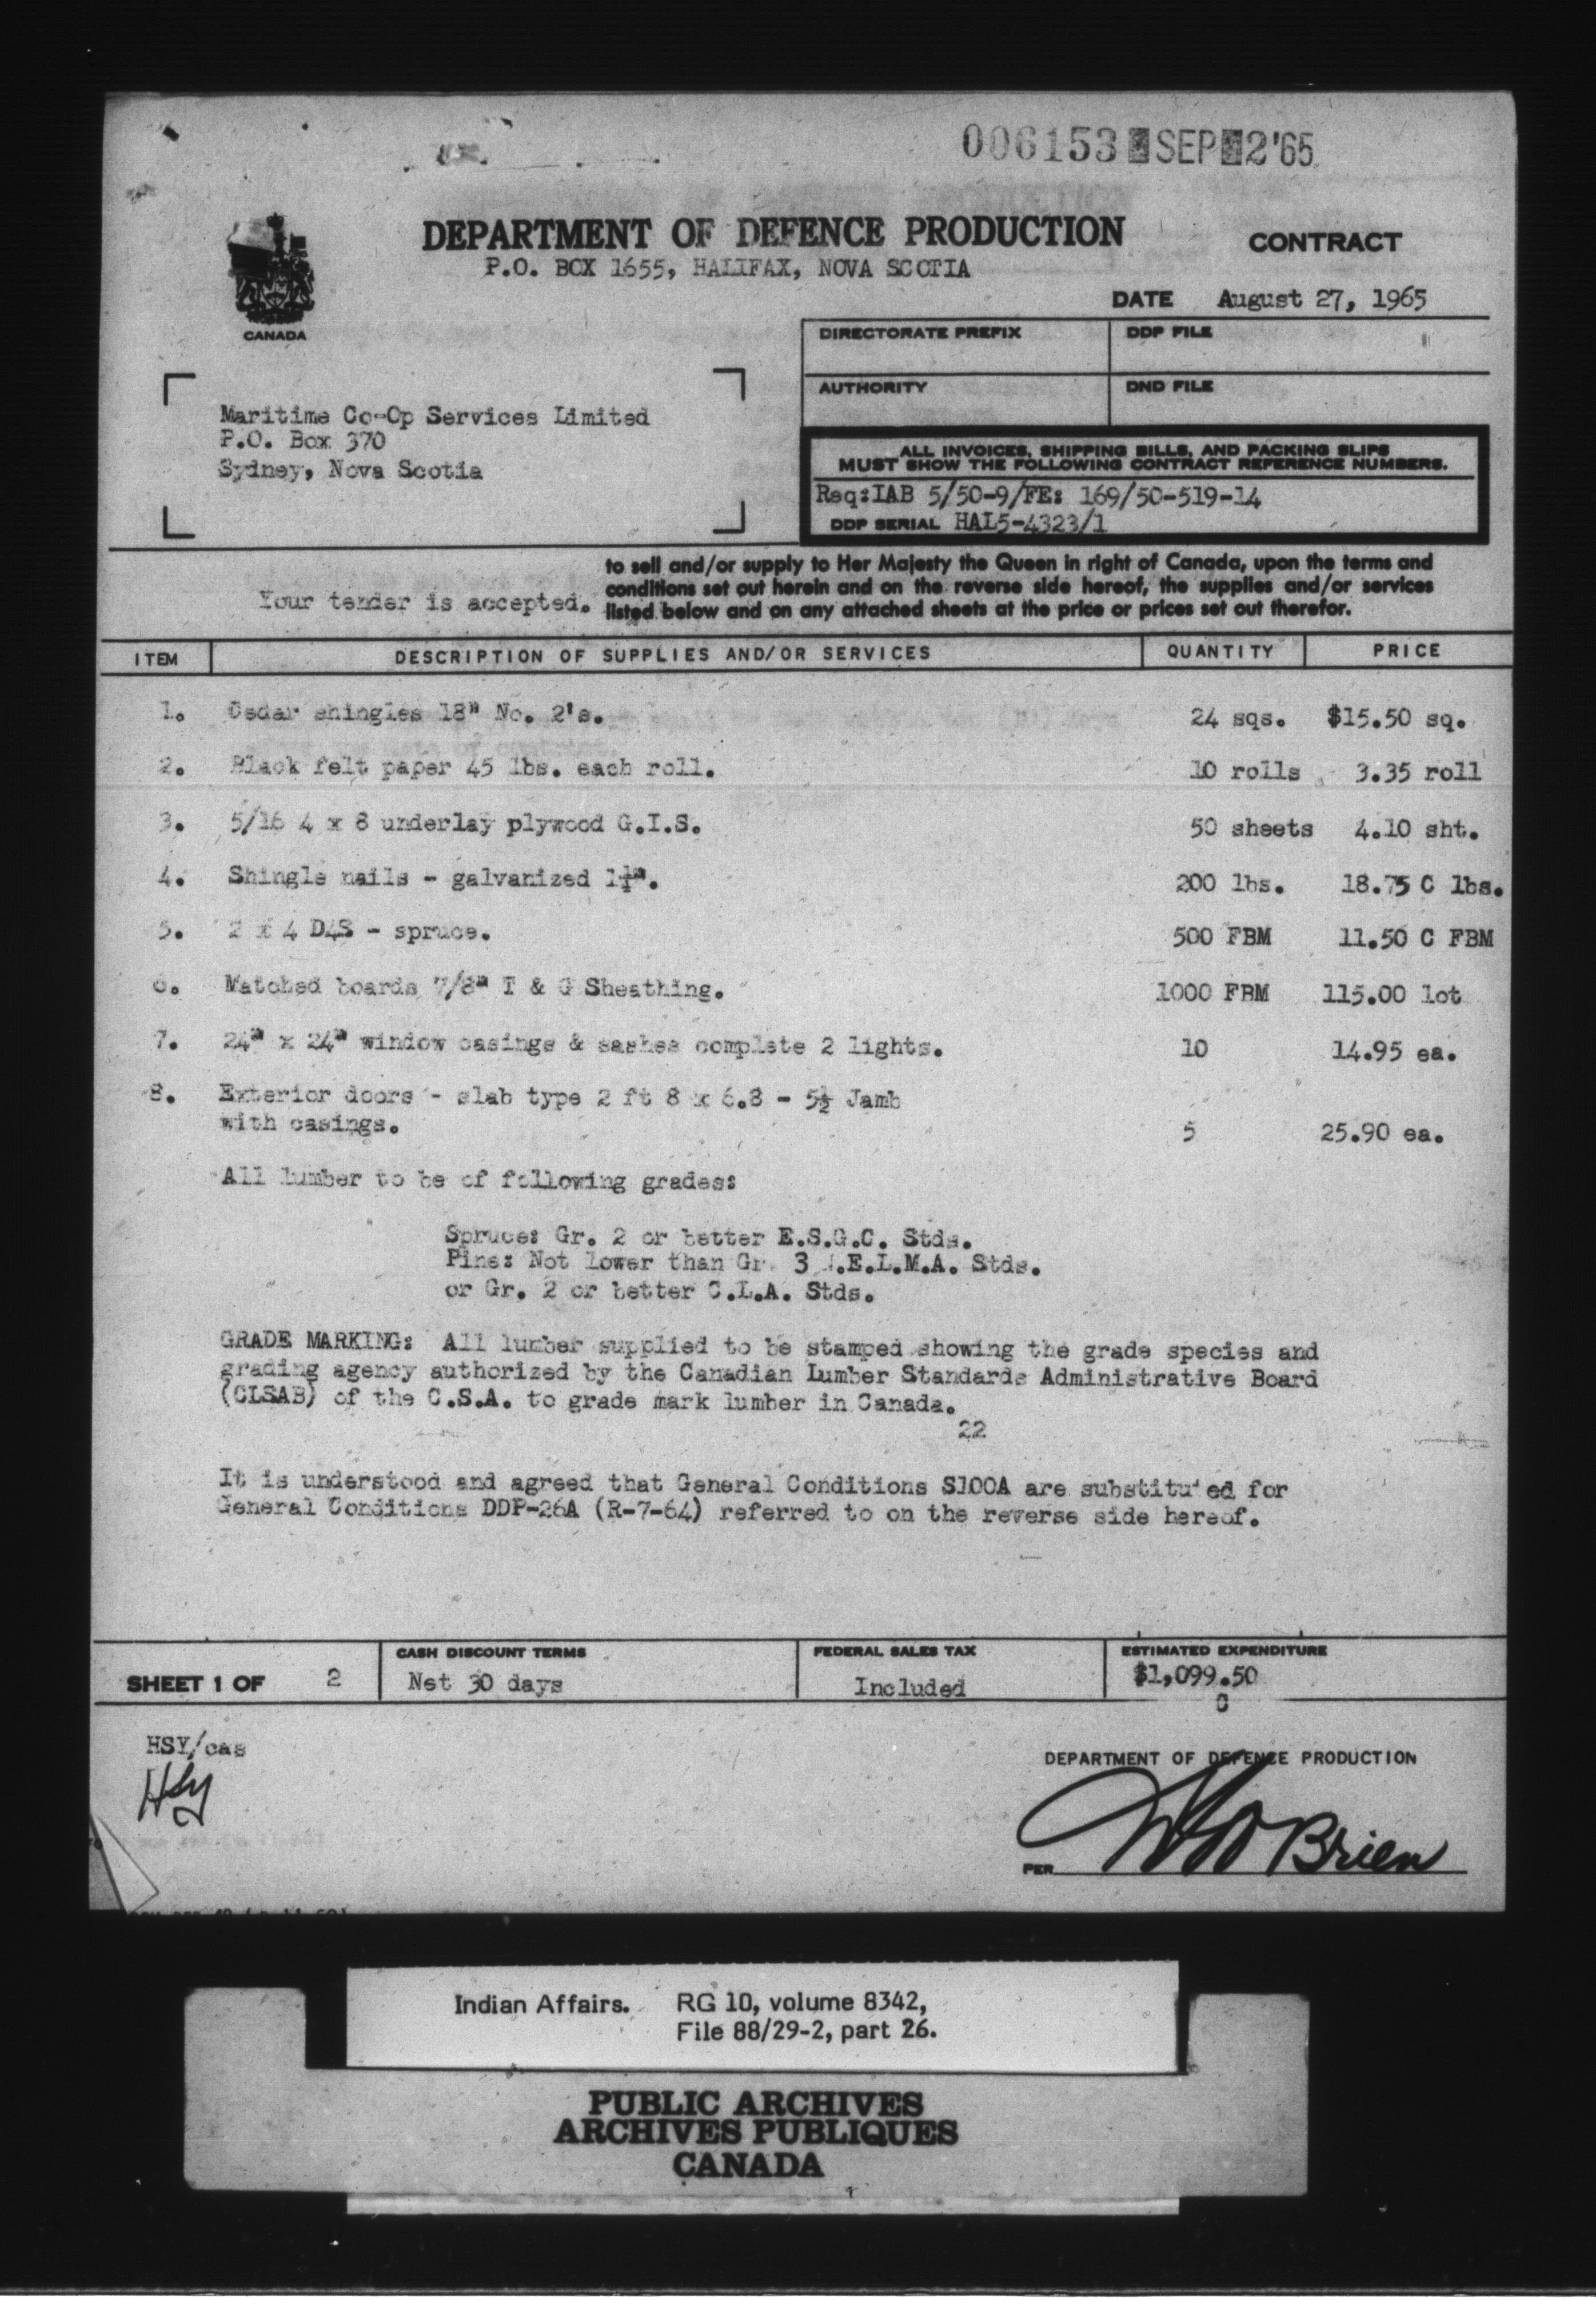 006153 SEP 2'65
DEPARTMENT OF DEFENCE PRODUCTION
P.O. BOX 1655, HALIFAX, NOVA SCOTIA
CONTRACT
CANADA
DATE August 27, 1965
DIRECTORATE PREFIX
DDP FILE
AUTHORITY
DND FILE
Maritime Co-Op Services Limited
P.O. Box 370
Sydney, Nova Scotia
ALL INVOICES, SHIPPING BILLS, AND PACKING SLIPS
MUST SHOW THE FOLLOWING CONTRACT REFERENCE NUMBERS.
Req:IAB 5/50-9/FE: 169/50-519-14
DDP SERIAL HAL5-4323/1
Your tender is accepted.
to sell and/or supply to Her Majesty the Queen in right of Canada, upon the terms and
conditions set out herein and on the reverse side hereof, the supplies and/or services
listed below and on any attached sheets at the price or prices set out therefor.
ITEM DESCRIPTION OF SUPPLIES AND/OR SERVICES QUANTITY PRICE
1. Cedar shingles 18" No. 2's. 24 sqs. $15.50 sq.
2. Black felt paper 45 lbs. each roll. 10 rolls 3.35 roll
3. 5/16 4 x 8 underlay plywood G.I.S. 50 sheets 4.10 sht.
4. Shingle nails - galvanized 1¼". 200 lbs. 18.75 C lbs.
5. 2 x 4 D4S - spruce. 500 FBM 11.50 C FBM
6. Matched boards 7/8" T & G Sheathing. 1000 FBM 115.00 lot
7. 24" x 24" window casings & sashes complete 2 lights. 10 14.95 ea.
8. Exterior doors - slab type 2 ft 8 x 6.8 - 5½ Jamb
with casings. 5 25.90 ea.
All lumber to be of following grades:
Spruce: Gr. 2 or better E.S.G.C. Stds.
Pine: Not lower than Gr. 3 .E.L.M.A. Stds.
or Gr. 2 or better C.L.A. Stds.
GRADE MARKING: All lumber supplied to be stamped showing the grade species and
grading agency authorized by the Canadian Lumber Standards Administrative Board
(CLSAB) of the C.S.A. to grade mark lumber in Canada.
22
It is understood and agreed that General Conditions S100A are substituted for
General Conditions DDP-26A (R-7-64) referred to on the reverse side hereof.
SHEET 1 OF 2
CASH DISCOUNT TERMS
Net 30 days
FEDERAL SALES TAX
Included
ESTIMATED EXPENDITURE
$1,099.50
C
HSY/cas
Hsy
DEPARTMENT OF DEFENCE PRODUCTION
PER O'Brien
Indian Affairs. RG 10, volume 8342,
File 88/29-2, part 26.
PUBLIC ARCHIVES
ARCHIVES PUBLIQUES
CANADA